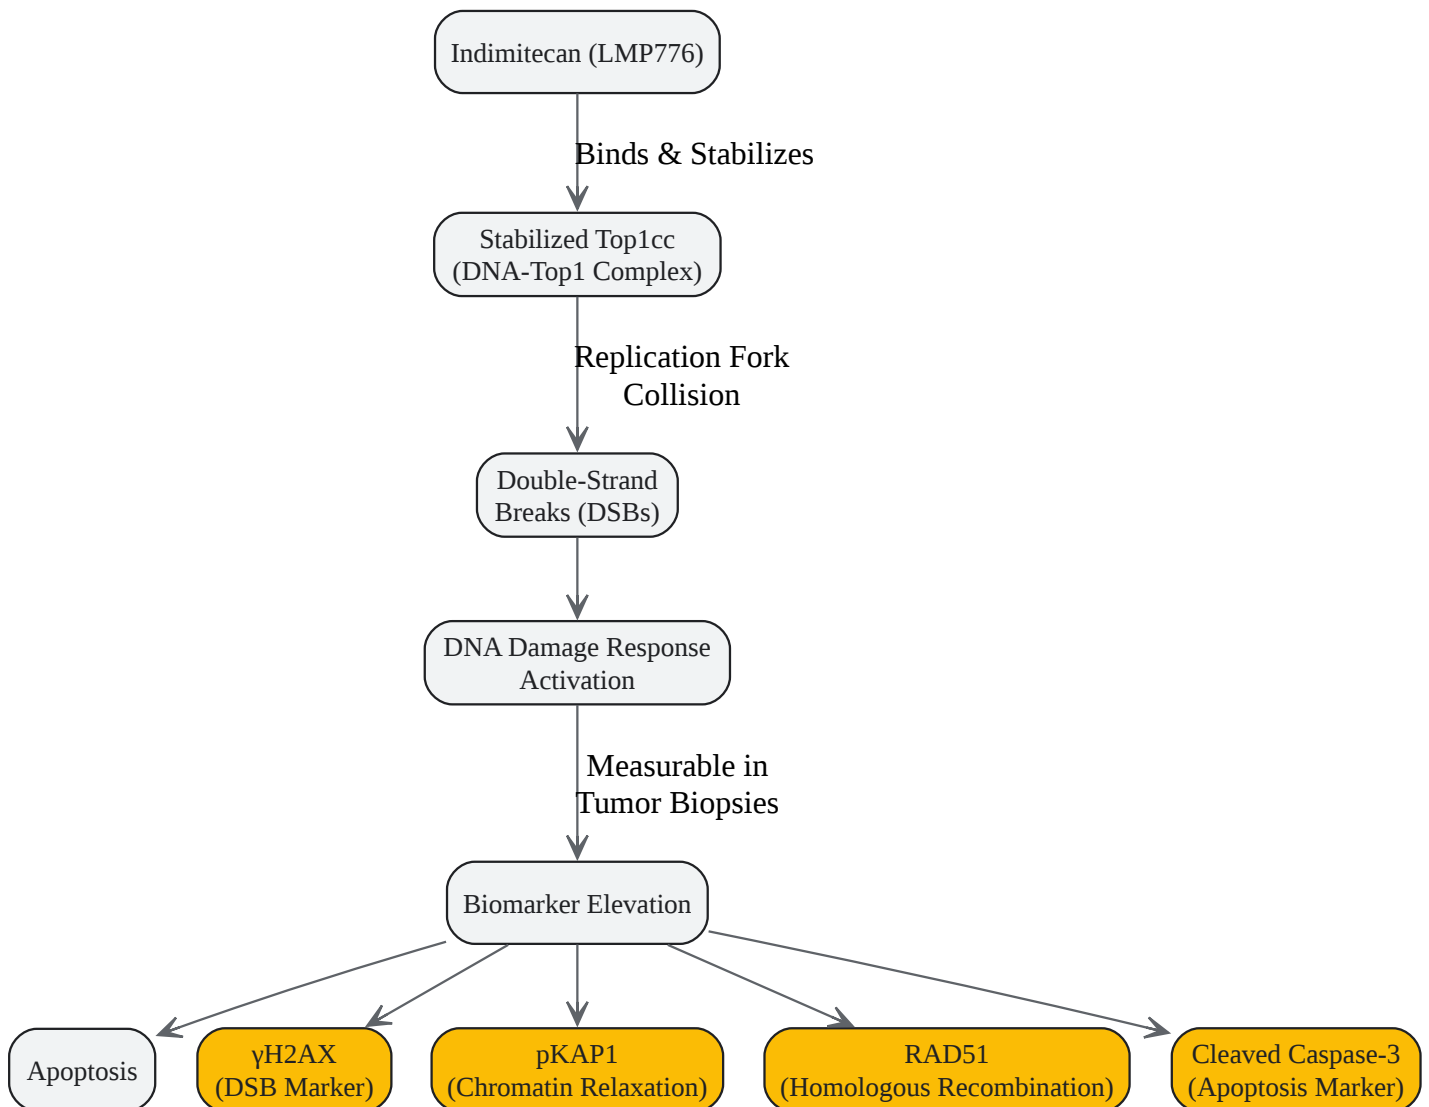 Indimitecan (LMP776)
Binds & Stabilizes
Stabilized Top1cc
(DNA-Top1 Complex)
Replication Fork
Collision
Double-Strand
Breaks (DSBs)
DNA Damage Response
Activation
Measurable in
Tumor Biopsies
Biomarker Elevation
Apoptosis
γH2AX
(DSB Marker)
pKAP1
(Chromatin Relaxation)
RAD51
(Homologous Recombination)
Cleaved Caspase-3
(Apoptosis Marker)